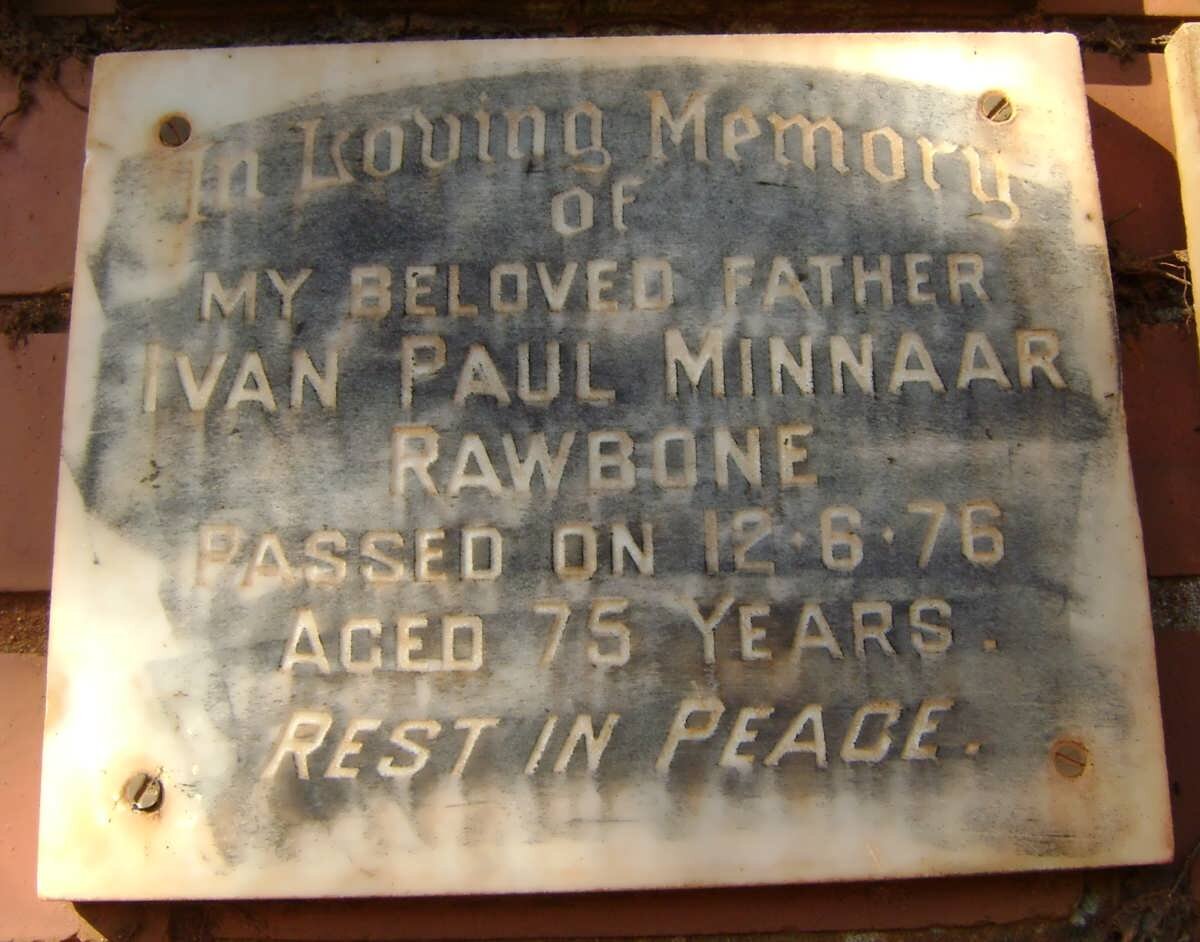 In Loving Memory
of
MY BELOVED FATHER
IVAN PAUL MINNAAR
RAWBONE
PASSED ON 12·6·76
AGED 75 YEARS.
REST IN PEACE.